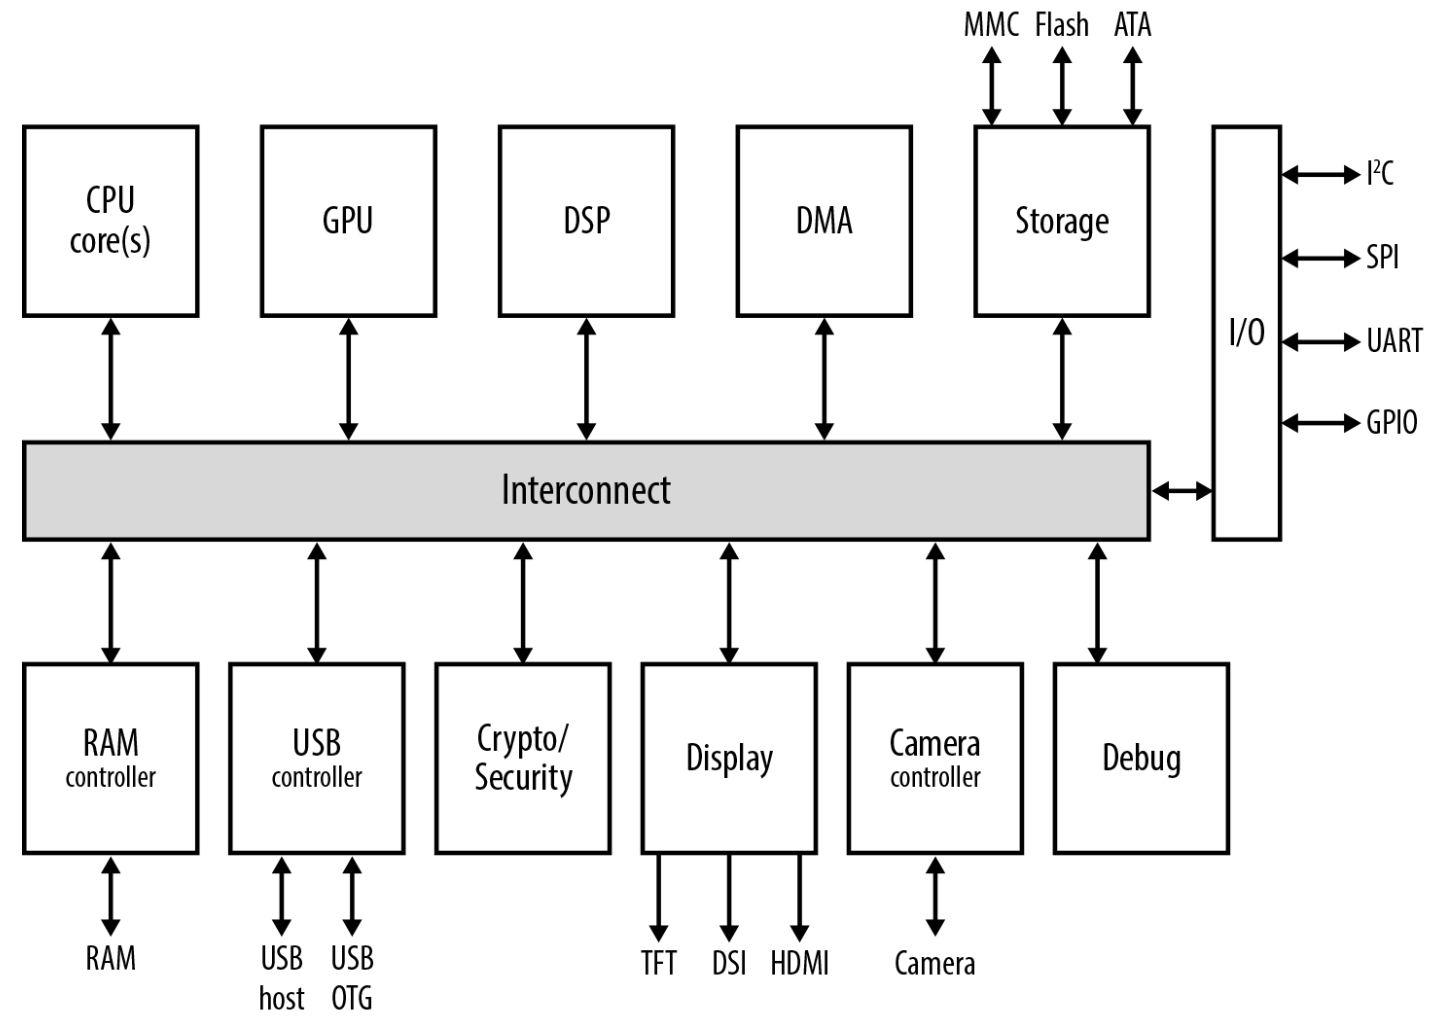 MMC Flash ATA
CPU
core(s)
GPU
DSP
DMA
Storage
I/O
I²C
SPI
UART
GPIO
Interconnect
RAM
controller
USB
controller
Crypto/
Security
Display
Camera
controller
Debug
RAM
USB
host
USB
OTG
TFT
DSI
HDMI
Camera